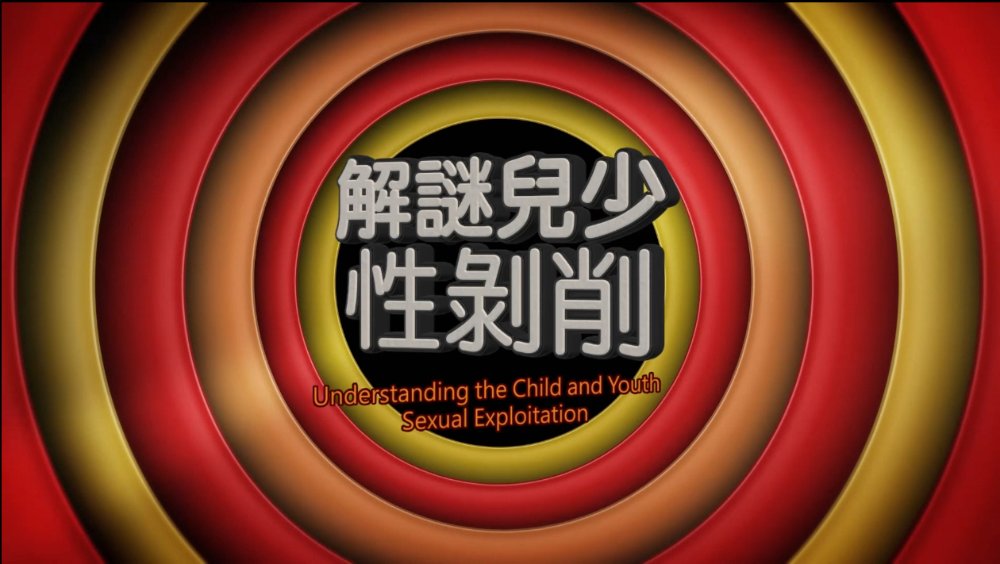 解謎兒少
性剝削
Understanding the Child and Youth
Sexual Exploitation